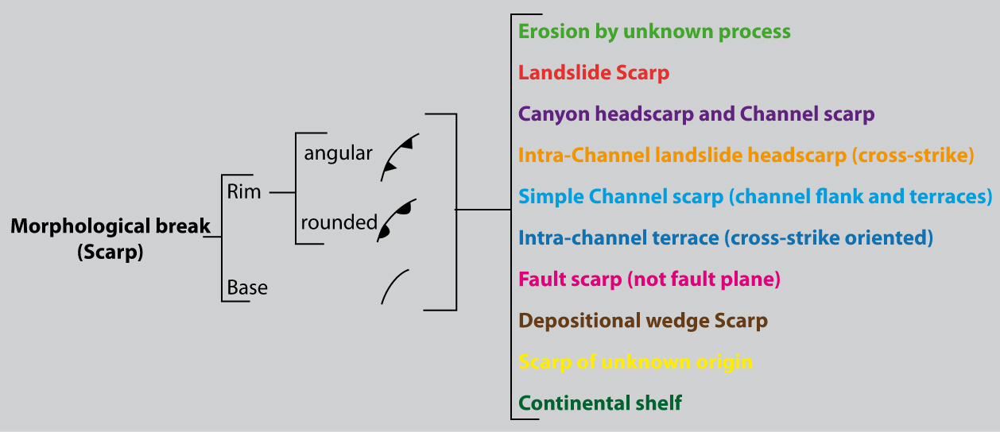 Morphological break
(Scarp)
Rim
Base
angular
rounded
Erosion by unknown process
Landslide Scarp
Canyon headscarp and Channel scarp
Intra-Channel landslide headscarp (cross-strike)
Simple Channel scarp (channel flank and terraces)
Intra-channel terrace (cross-strike oriented)
Fault scarp (not fault plane)
Depositional wedge Scarp
Scarp of unknown origin
Continental shelf